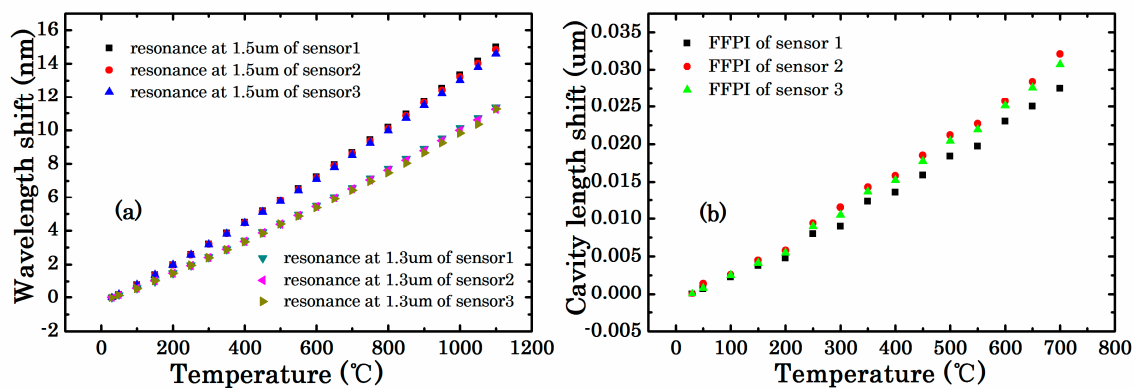 16
14
12
10
8
6
4
2
0
-2
Wavelength shift (nm)
resonance at 1.5um of sensor1
resonance at 1.5um of sensor2
resonance at 1.5um of sensor3
(a)
resonance at 1.3um of sensor1
resonance at 1.3um of sensor2
resonance at 1.3um of sensor3
0 200 400 600 800 1000 1200
Temperature (℃)
0.035
0.030
0.025
0.020
0.015
0.010
0.005
0.000
-0.005
Cavity length shift (um)
FFPI of sensor 1
FFPI of sensor 2
FFPI of sensor 3
(b)
0 100 200 300 400 500 600 700 800
Temperature (℃)